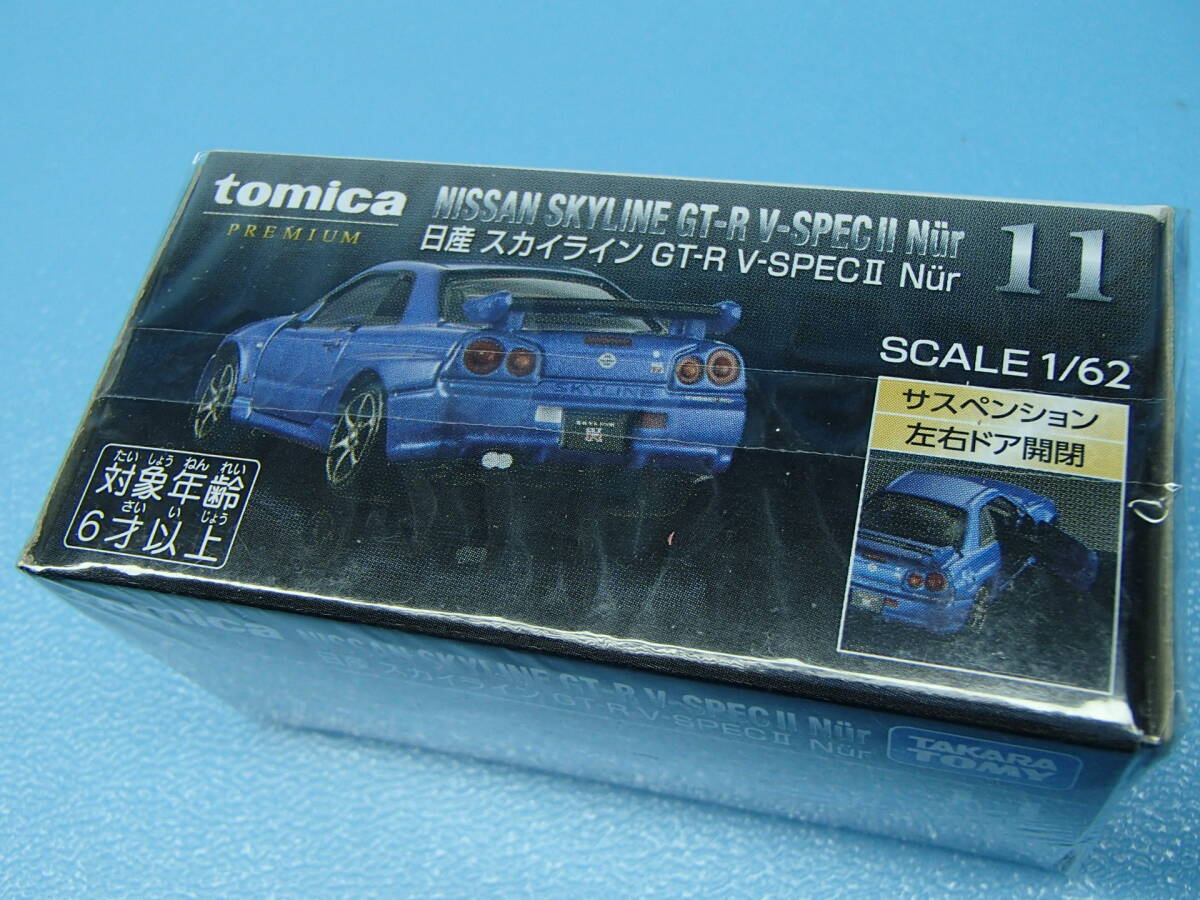 tomica
PREMIUM
NISSAN SKYLINE GT-R V-SPEC II Nür
日産 スカイライン GT-R V-SPECⅡ Nür
11
SCALE 1/62
サスペンション
左右ドア開閉
SKYLINE
たいしょうねんれい
対象年齢
さいいじょう
6才以上
tomica
NISSAN SKYLINE GT-R V-SPEC II Nür
日産 スカイライン GT-R V-SPECⅡ Nür
TAKARA
TOMY